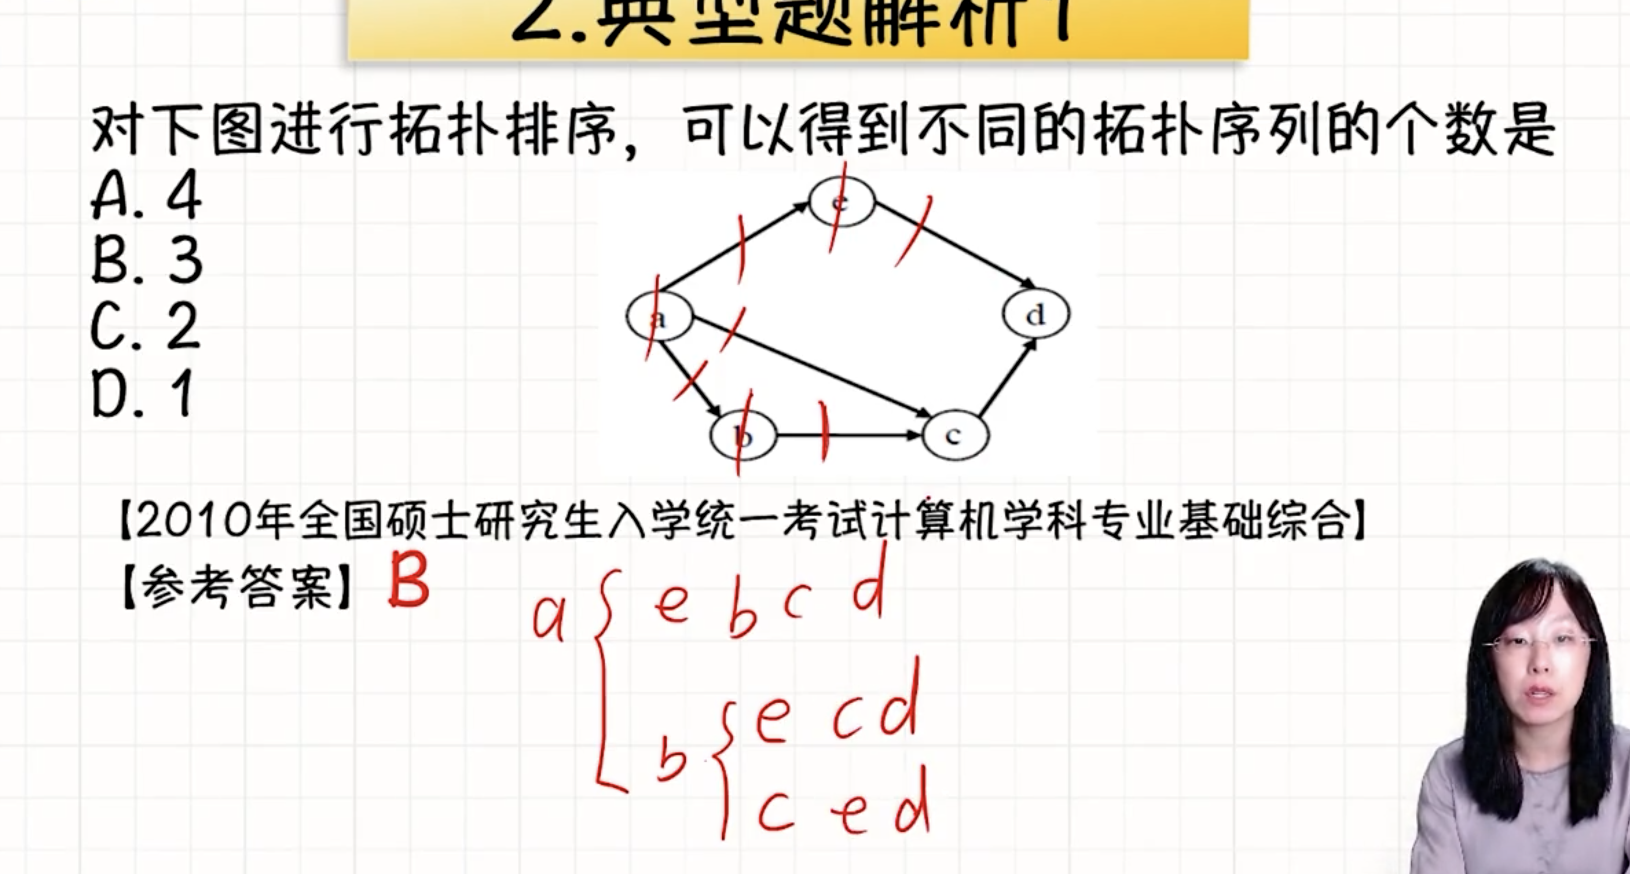 2.典型题解析1
对下图进行拓扑排序，可以得到不同的拓扑序列的个数是
A. 4
B. 3
C. 2
D. 1
e
a
d
b
c
【2010年全国硕士研究生入学统一考试计算机学科专业基础综合】
【参考答案】 B
a { e b c d
b { e c d
c e d